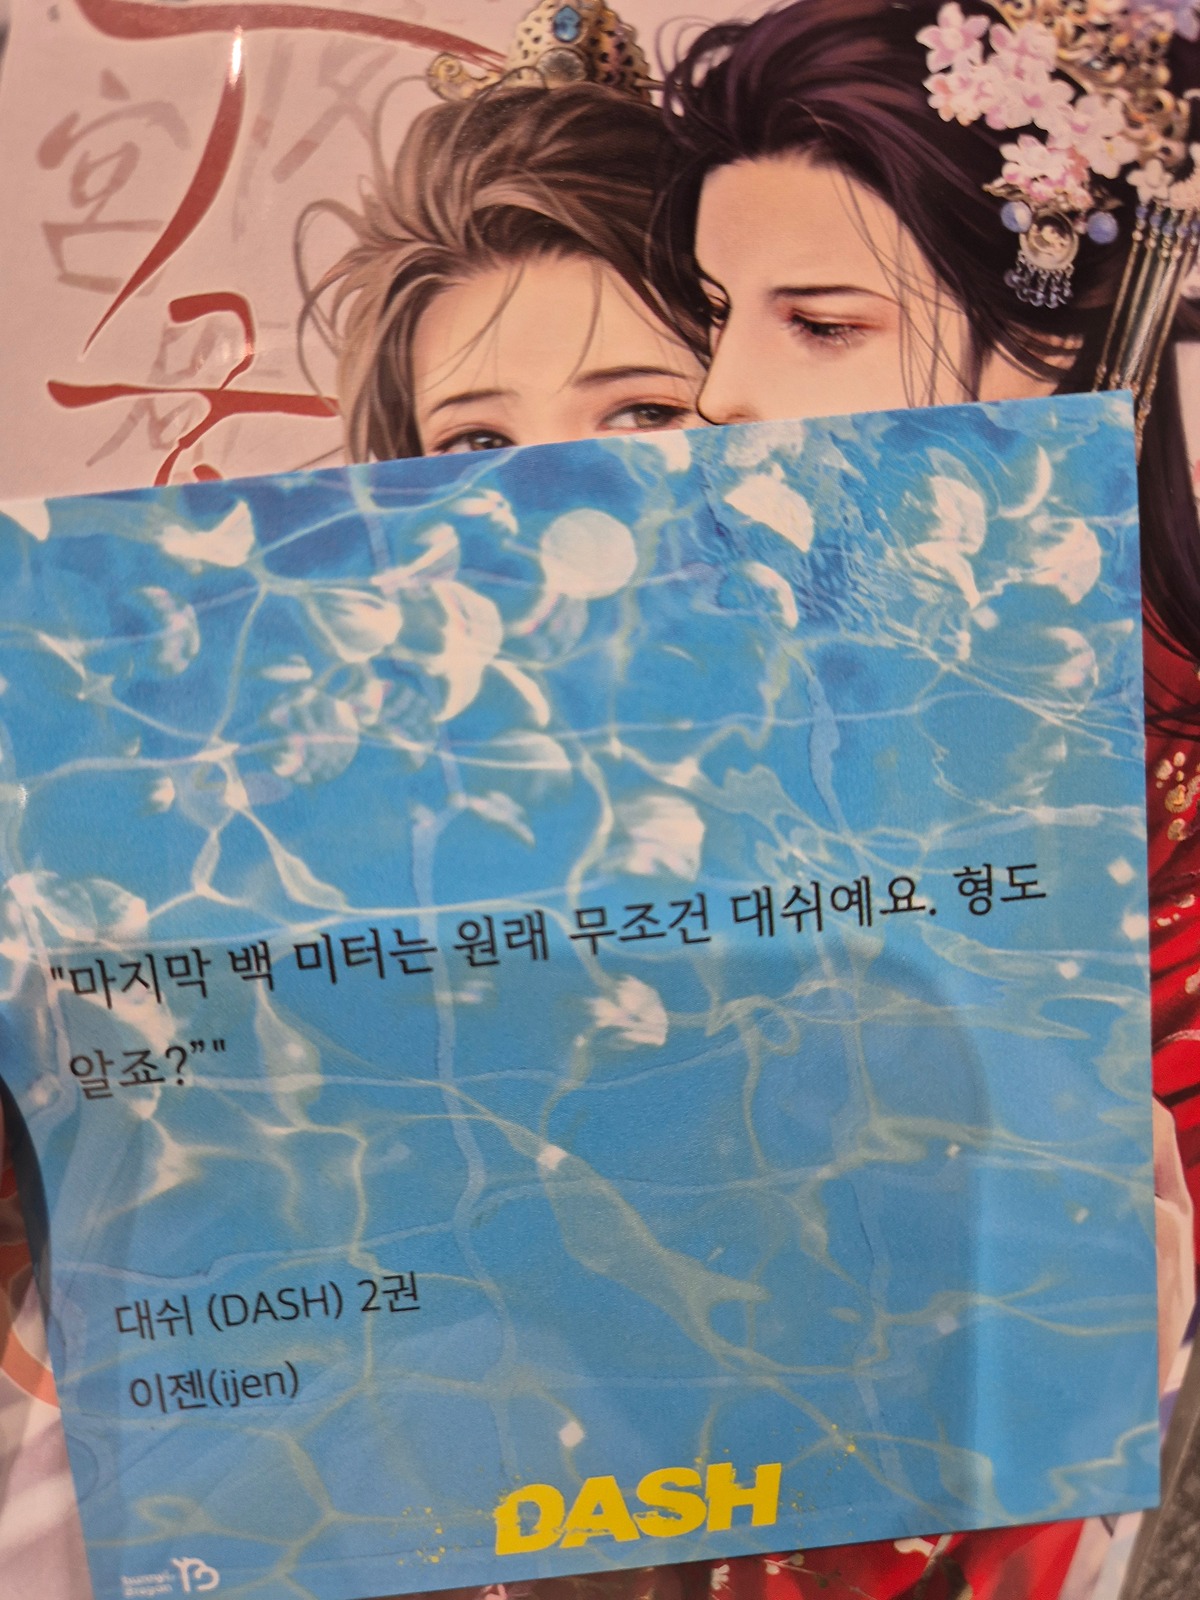 "마지막 백 미터는 원래 무조건 대쉬예요. 형도
알죠?”"
대쉬 (DASH) 2권
이젠(ijen)
DASH